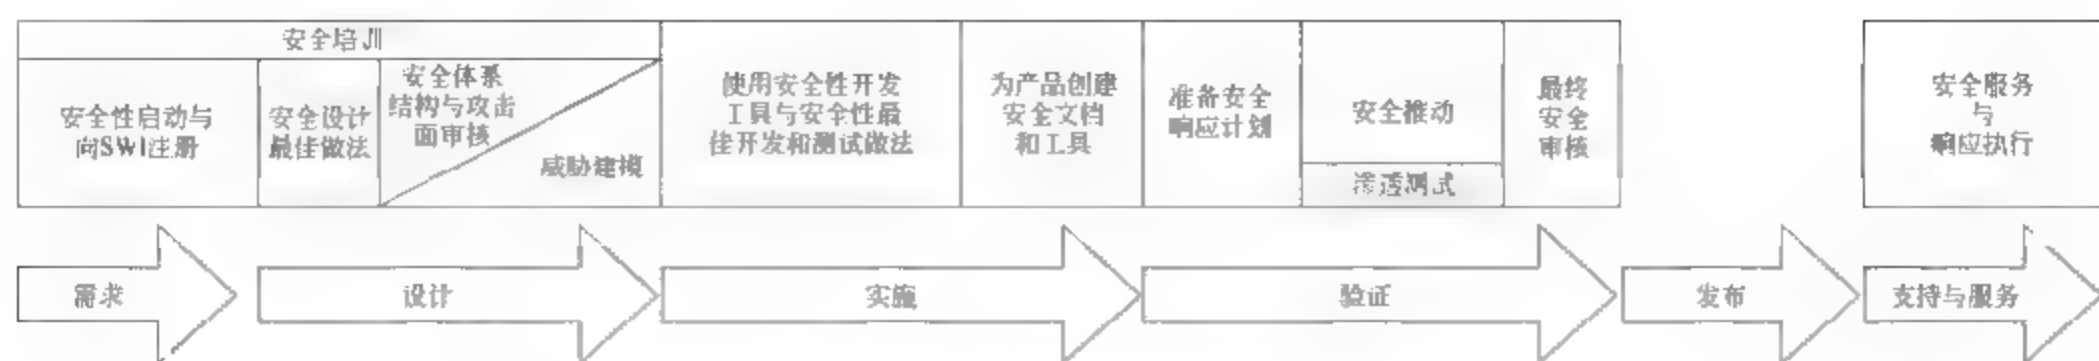 安全培训
安全性启动与
向SWI注册
安全设计
最佳做法
安全体系
结构与攻击
面审核
威胁建模
使用安全性开发
工具与安全性最
佳开发和测试做法
为产品创建
安全文档
和工具
准备安全
响应计划
安全推动
渗透测试
最终
安全
审核
安全服务
与
响应执行
需求
设计
实施
验证
发布
支持与服务